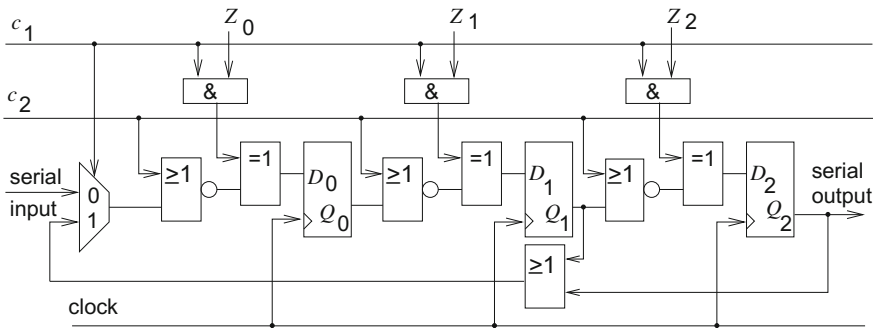 c1 Z0 Z1 Z2
& & &
c2
=1 =1 =1
serial input 0 1 ≥1 D0 Q0 ≥1 D1 Q1 ≥1 D2 Q2 serial output
≥1
clock